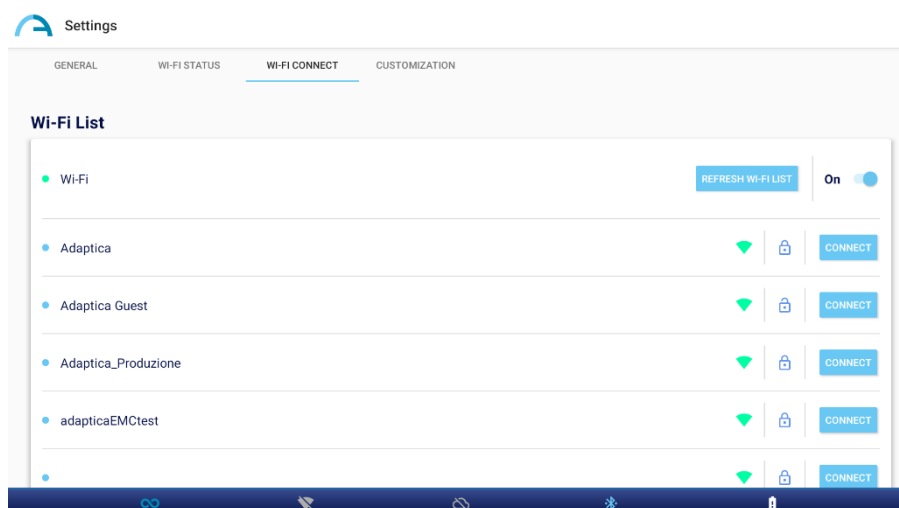 Settings
GENERAL WI-FI STATUS WI-FI CONNECT CUSTOMIZATION
Wi-Fi List
Wi-Fi REFRESH WI-FI LIST On
Adaptica CONNECT
Adaptica Guest CONNECT
Adaptica_Produzione CONNECT
adapticaEMCtest CONNECT
CONNECT